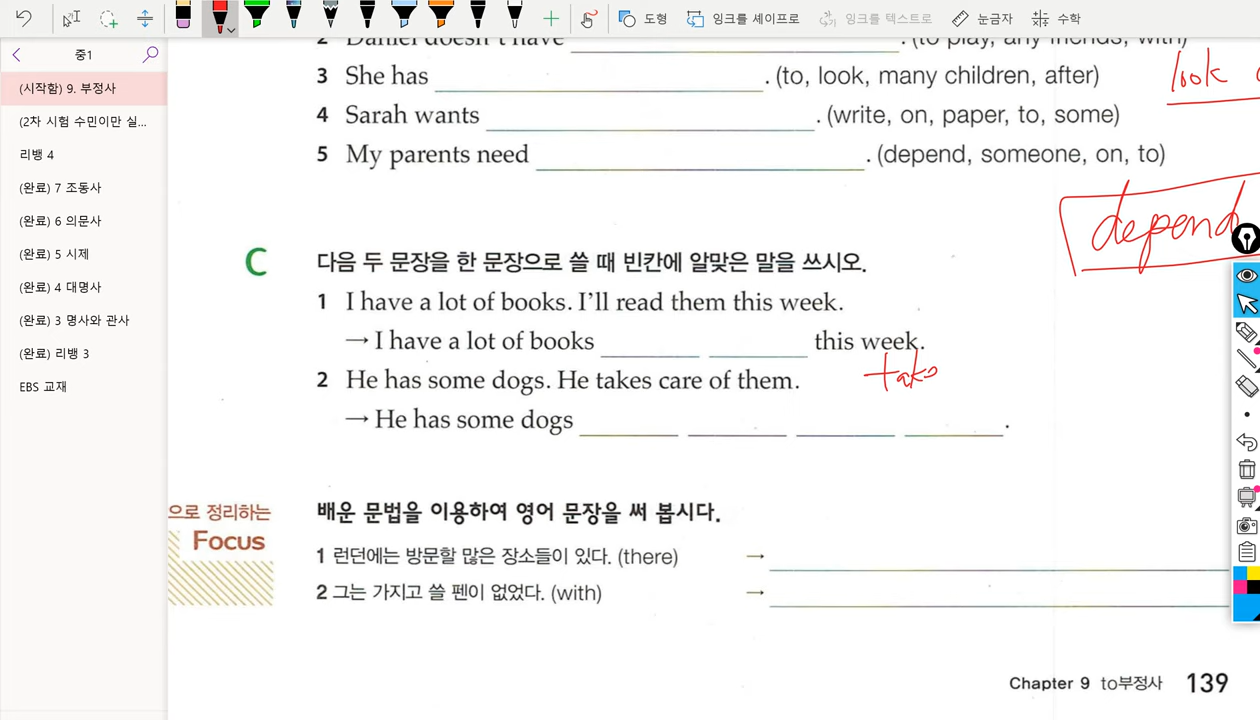 도형 잉크를 셰이프로 잉크를 텍스트로 눈금자 수학
중1
(시작함) 9. 부정사
(2차 시험 수민이만 실...
리뱅 4
(완료) 7 조동사
(완료) 6 의문사
(완료) 5 시제
(완료) 4 대명사
(완료) 3 명사와 관사
(완료) 리뱅 3
EBS 교재
2 Daniel doesn't have . (to play, any friends, with)
3 She has . (to, look, many children, after)
look
4 Sarah wants . (write, on, paper, to, some)
5 My parents need . (depend, someone, on, to)
depend
C 다음 두 문장을 한 문장으로 쓸 때 빈칸에 알맞은 말을 쓰시오.
1 I have a lot of books. I'll read them this week.
→ I have a lot of books this week.
2 He has some dogs. He takes care of them.
take
→ He has some dogs .
으로 정리하는
Focus
배운 문법을 이용하여 영어 문장을 써 봅시다.
1 런던에는 방문할 많은 장소들이 있다. (there) →
2 그는 가지고 쓸 펜이 없었다. (with) →
Chapter 9 to부정사 139